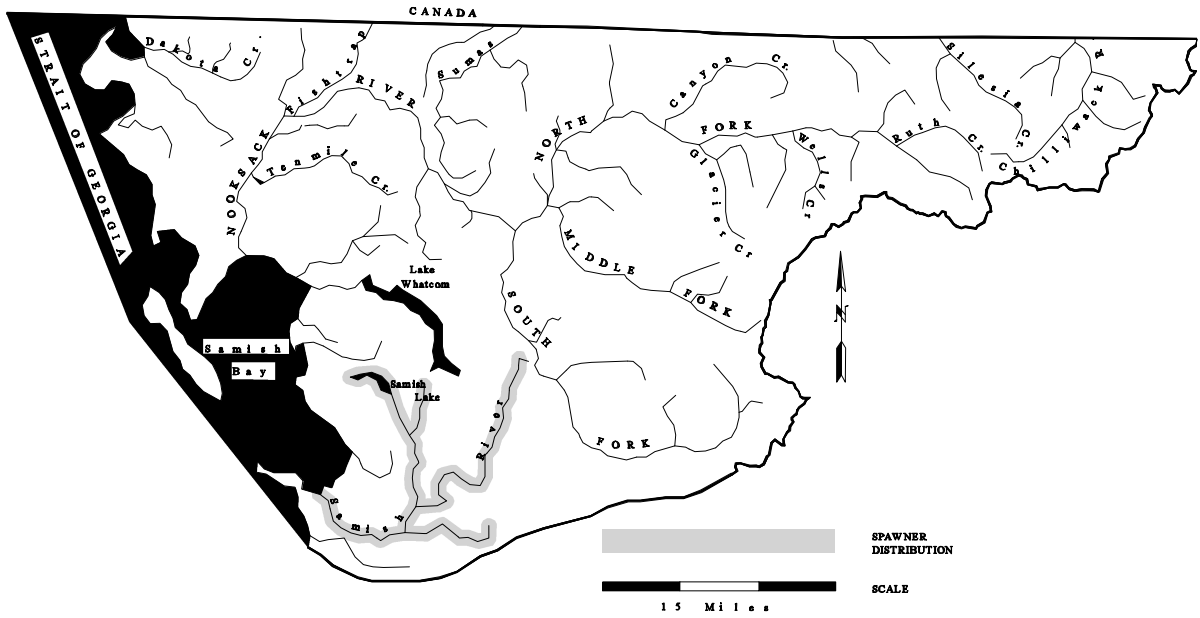 CANADA
STRAIT OF GEORGIA
Dakota Cr.
Fishtrap
Sumas
RIVER
NOOKSACK
Tenmile Cr.
NORTH
FORK
Canyon Cr.
Glacier Cr
Wells Cr
Ruth Cr.
Silesia Cr.
Chilliwack R
MIDDLE
FORK
SOUTH
FORK
Lake
Whatcom
N
Samish
Bay
Samish
Lake
River
Samish
SPAWNER
DISTRIBUTION
SCALE
15 Miles